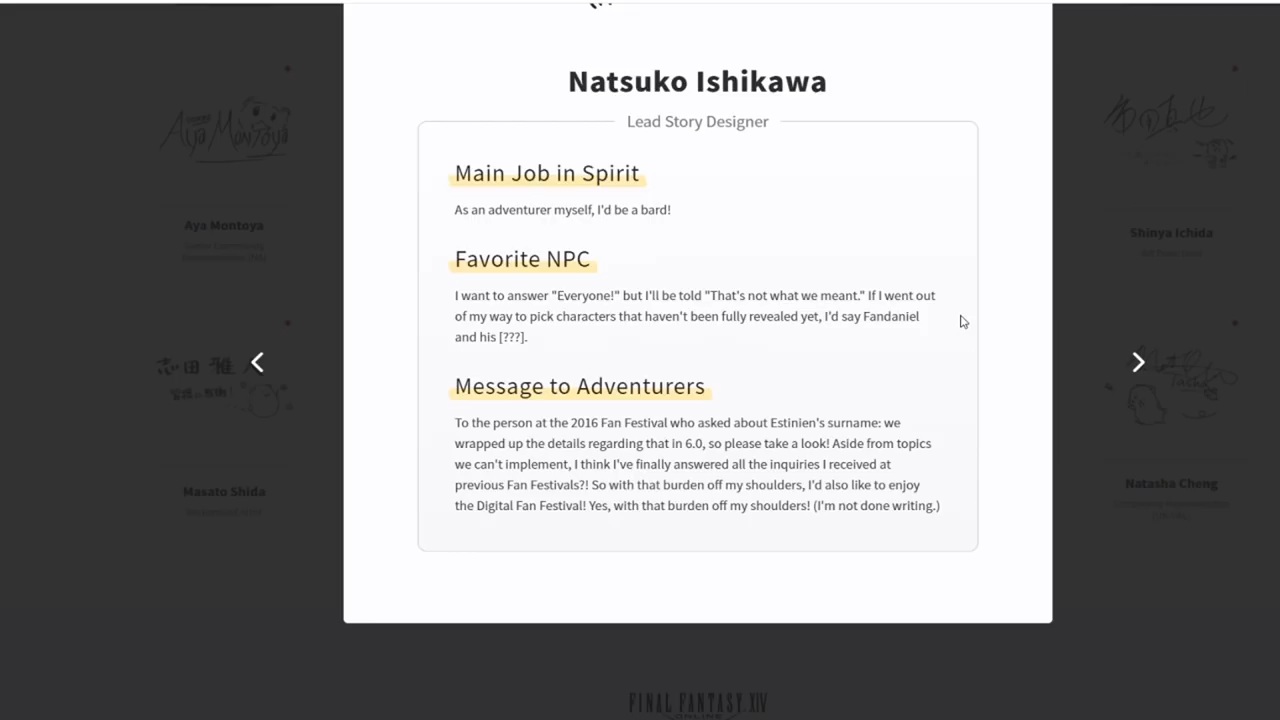 Natsuko Ishikawa
Lead Story Designer
Main Job in Spirit
As an adventurer myself, I'd be a bard!
Favorite NPC
I want to answer "Everyone!" but I'll be told "That's not what we meant." If I went out
of my way to pick characters that haven't been fully revealed yet, I'd say Fandaniel
and his [???].
Message to Adventurers
To the person at the 2016 Fan Festival who asked about Estinien's surname: we
wrapped up the details regarding that in 6.0, so please take a look! Aside from topics
we can't implement, I think I've finally answered all the inquiries I received at
previous Fan Festivals?! So with that burden off my shoulders, I'd also like to enjoy
the Digital Fan Festival! Yes, with that burden off my shoulders! (I'm not done writing.)
Aya Montoya
Aya Montoya
Shinya Ichida
Masato Shida
Natasha Cheng
FINAL FANTASY XIV
ONLINE